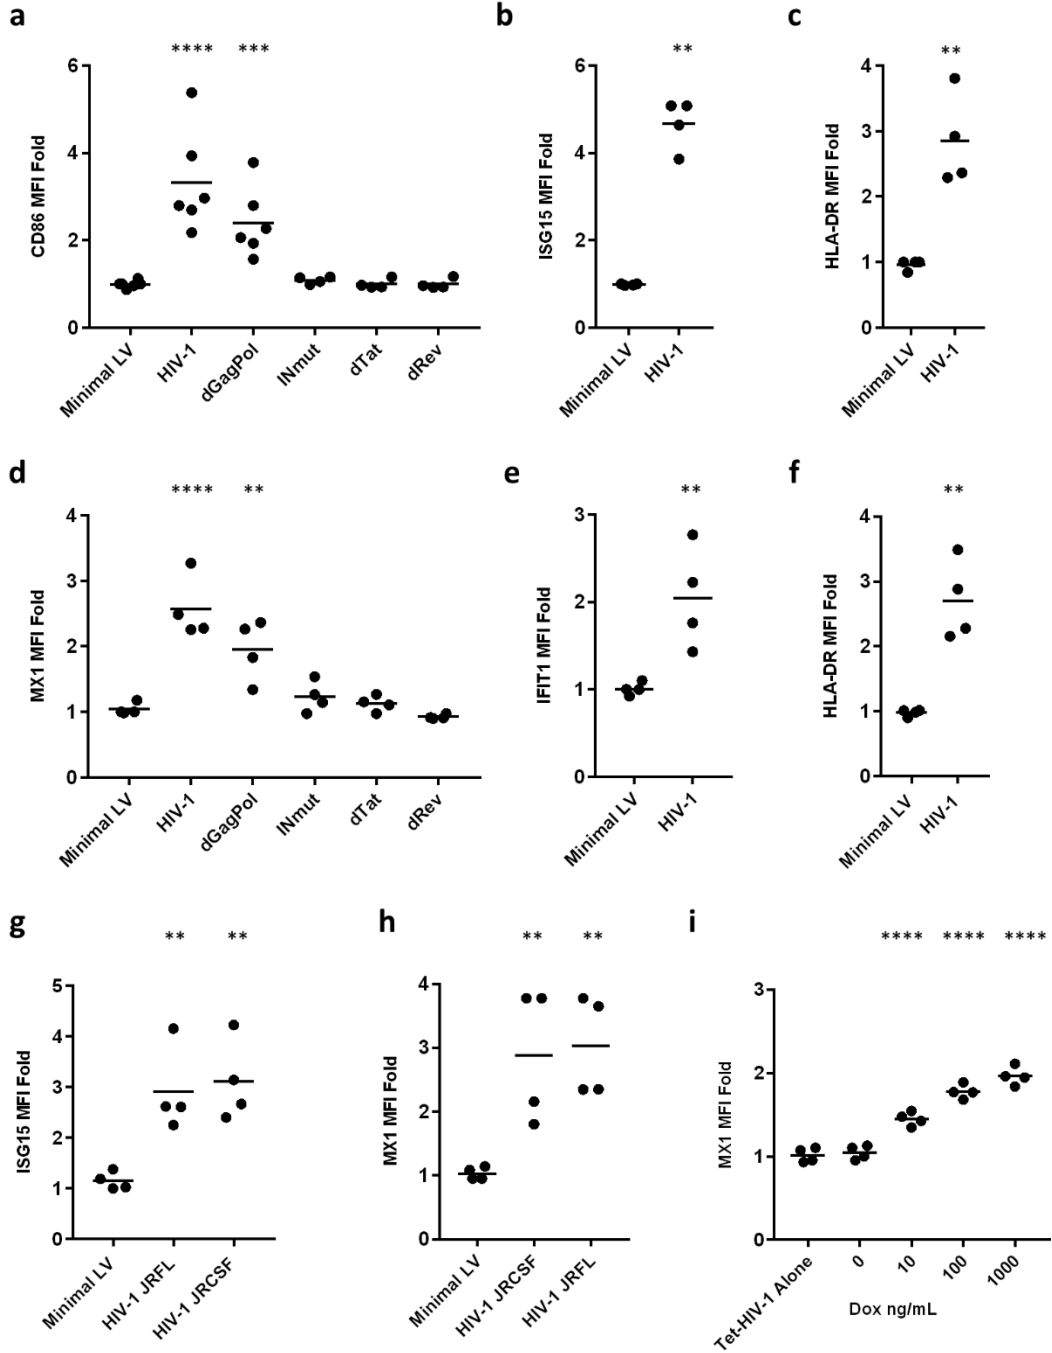 a
**** ***
CD86 MFI Fold
6
4
2
0
Minimal LV
HIV-1
dGagPol
INmut
dTat
dRev
b
**
ISG15 MFI Fold
6
4
2
0
Minimal LV
HIV-1
c
**
HLA-DR MFI Fold
4
3
2
1
0
Minimal LV
HIV-1
d
**** **
MX1 MFI Fold
4
3
2
1
0
Minimal LV
HIV-1
dGagPol
INmut
dTat
dRev
e
**
IFIT1 MFI Fold
3
2
1
0
Minimal LV
HIV-1
f
**
HLA-DR MFI Fold
4
3
2
1
0
Minimal LV
HIV-1
g
** **
ISG15 MFI Fold
5
4
3
2
1
0
Minimal LV
HIV-1 JRFL
HIV-1 JRCSF
h
** **
MX1 MFI Fold
4
3
2
1
0
Minimal LV
HIV-1 JRCSF
HIV-1 JRFL
i
**** **** ****
MX1 MFI Fold
3
2
1
0
Tet-HIV-1 Alone
0
10
100
1000
Dox ng/mL